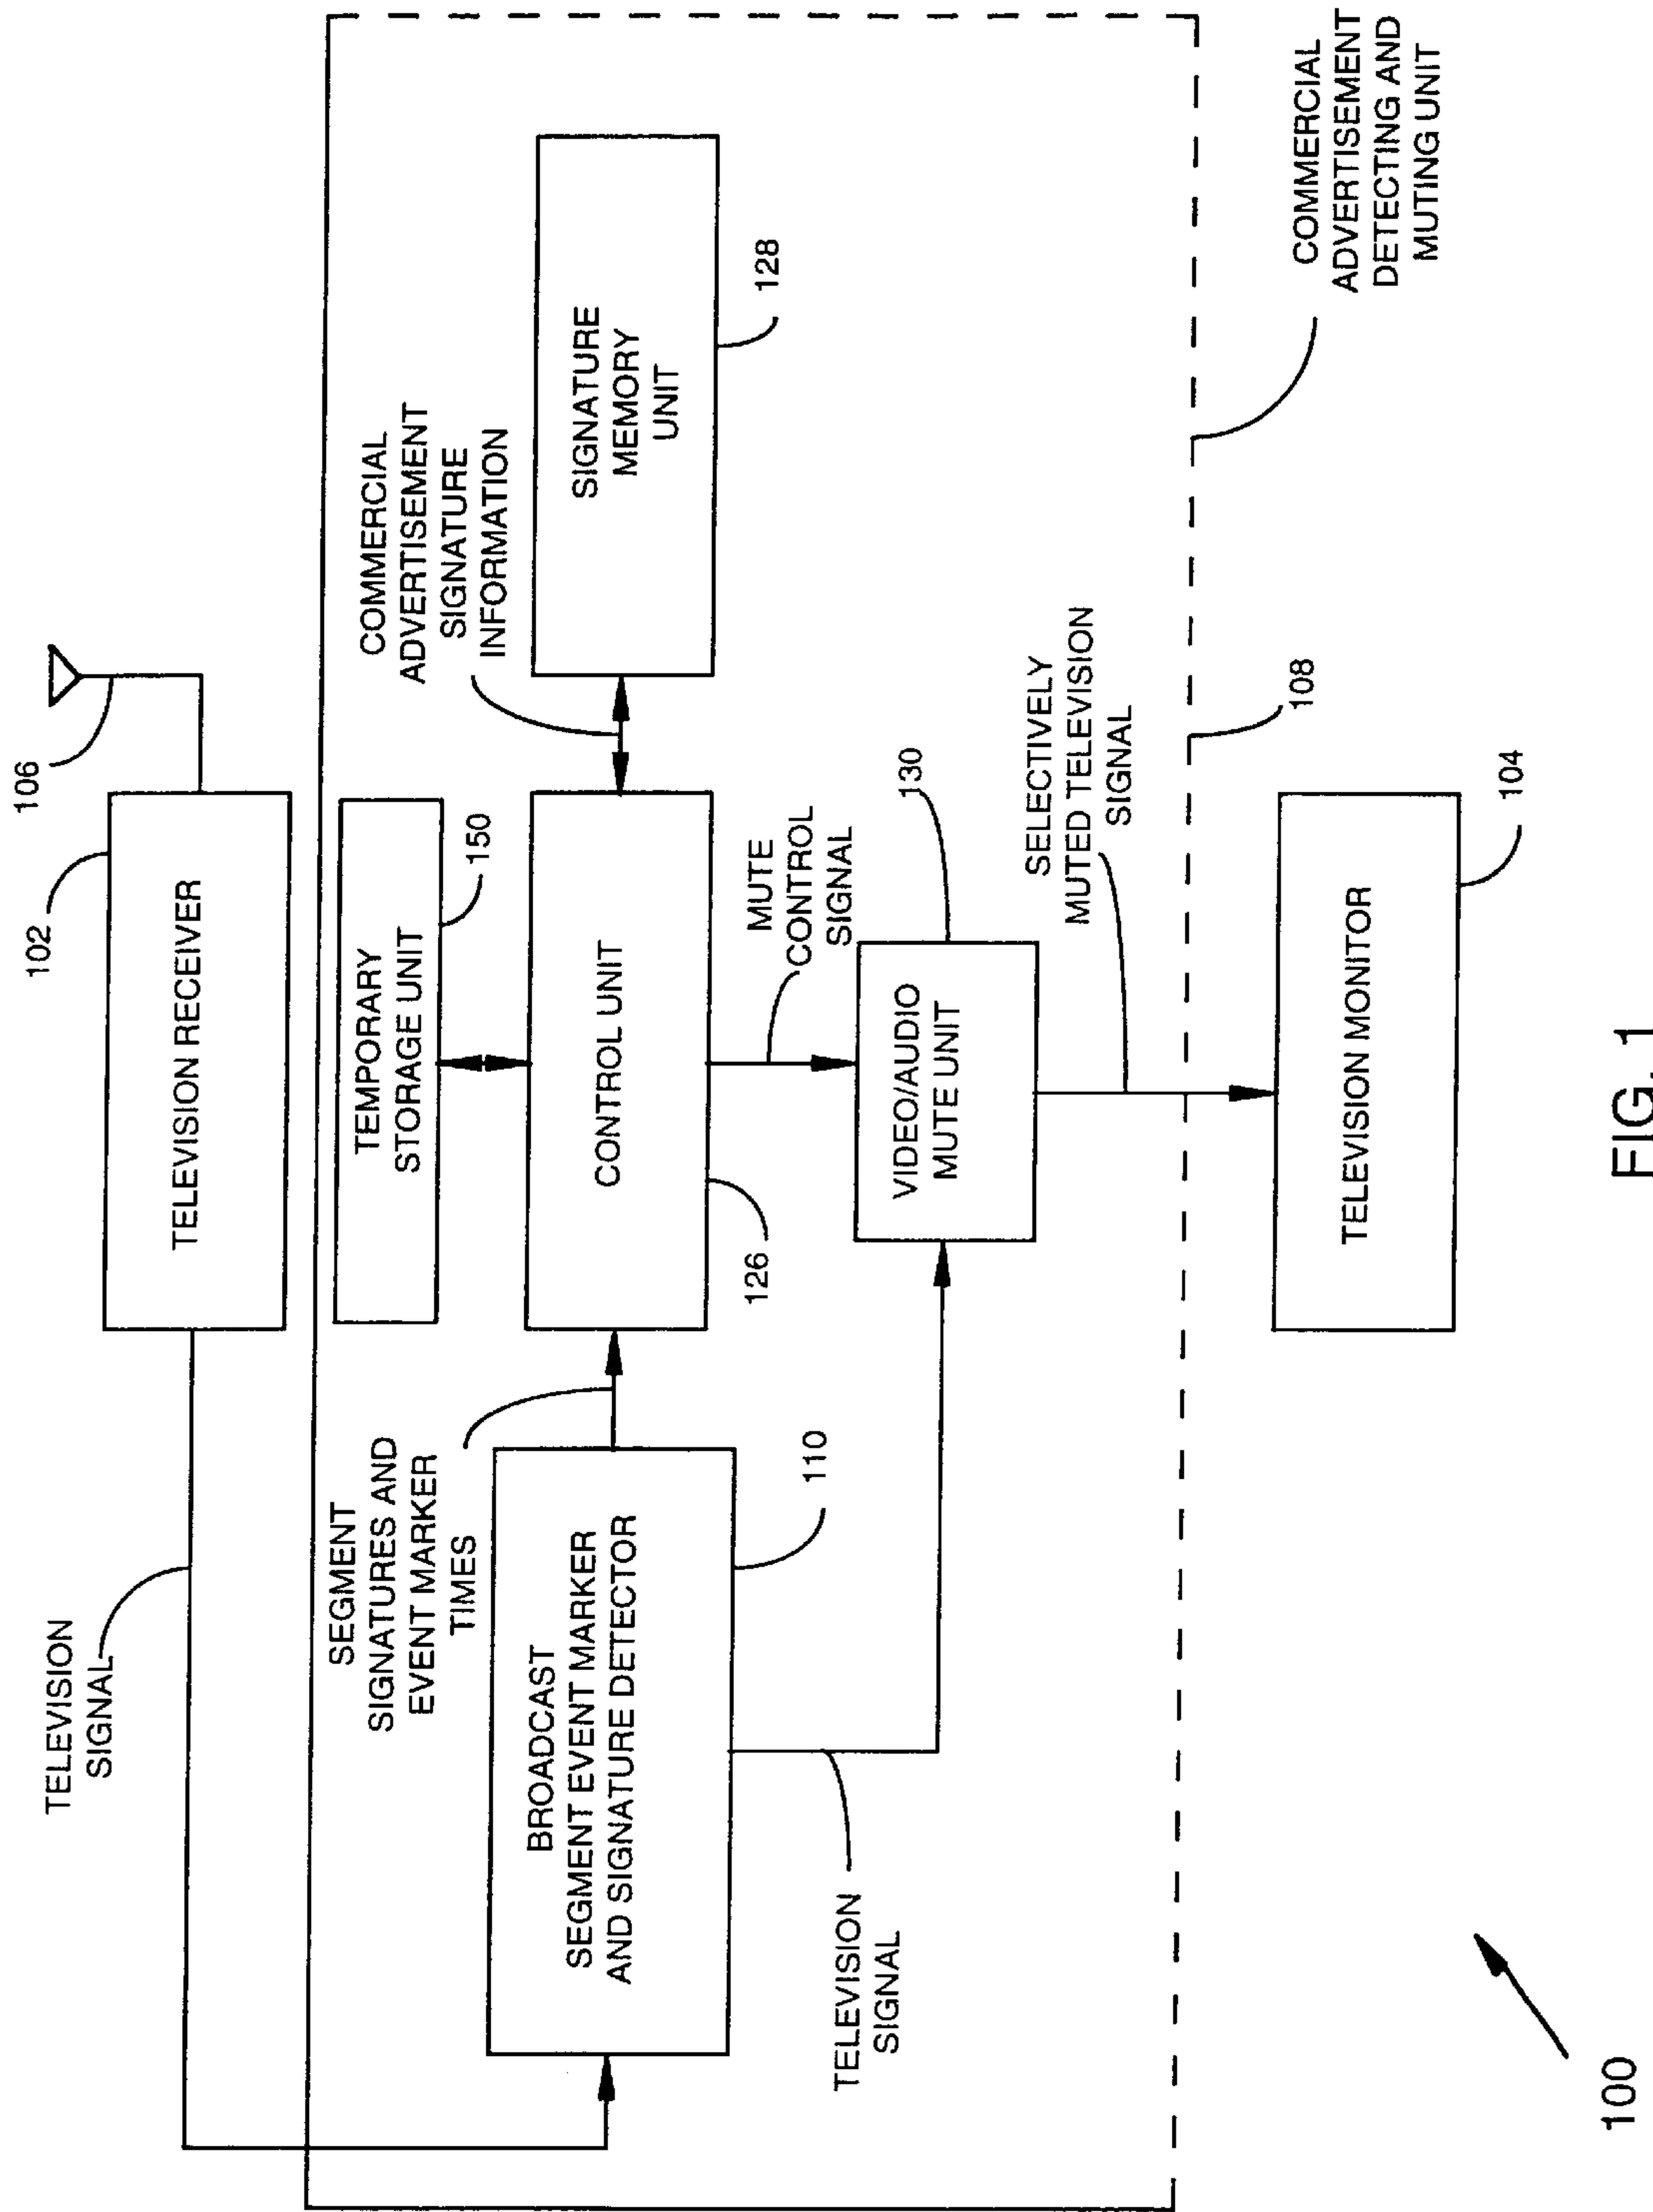 106
102
TELEVISION RECEIVER
TELEVISION
SIGNAL
TEMPORARY
STORAGE UNIT
150
COMMERCIAL
ADVERTISEMENT
SIGNATURE
INFORMATION
SEGMENT
SIGNATURES AND
EVENT MARKER
TIMES
BROADCAST
SEGMENT EVENT MARKER
AND SIGNATURE DETECTOR
110
CONTROL UNIT
126
SIGNATURE
MEMORY
UNIT
128
MUTE
CONTROL
SIGNAL
TELEVISION
SIGNAL
VIDEO/AUDIO
MUTE UNIT
130
SELECTIVELY
MUTED TELEVISION
SIGNAL
108
COMMERCIAL
ADVERTISEMENT
DETECTING AND
MUTING UNIT
TELEVISION MONITOR
104
100
FIG. 1